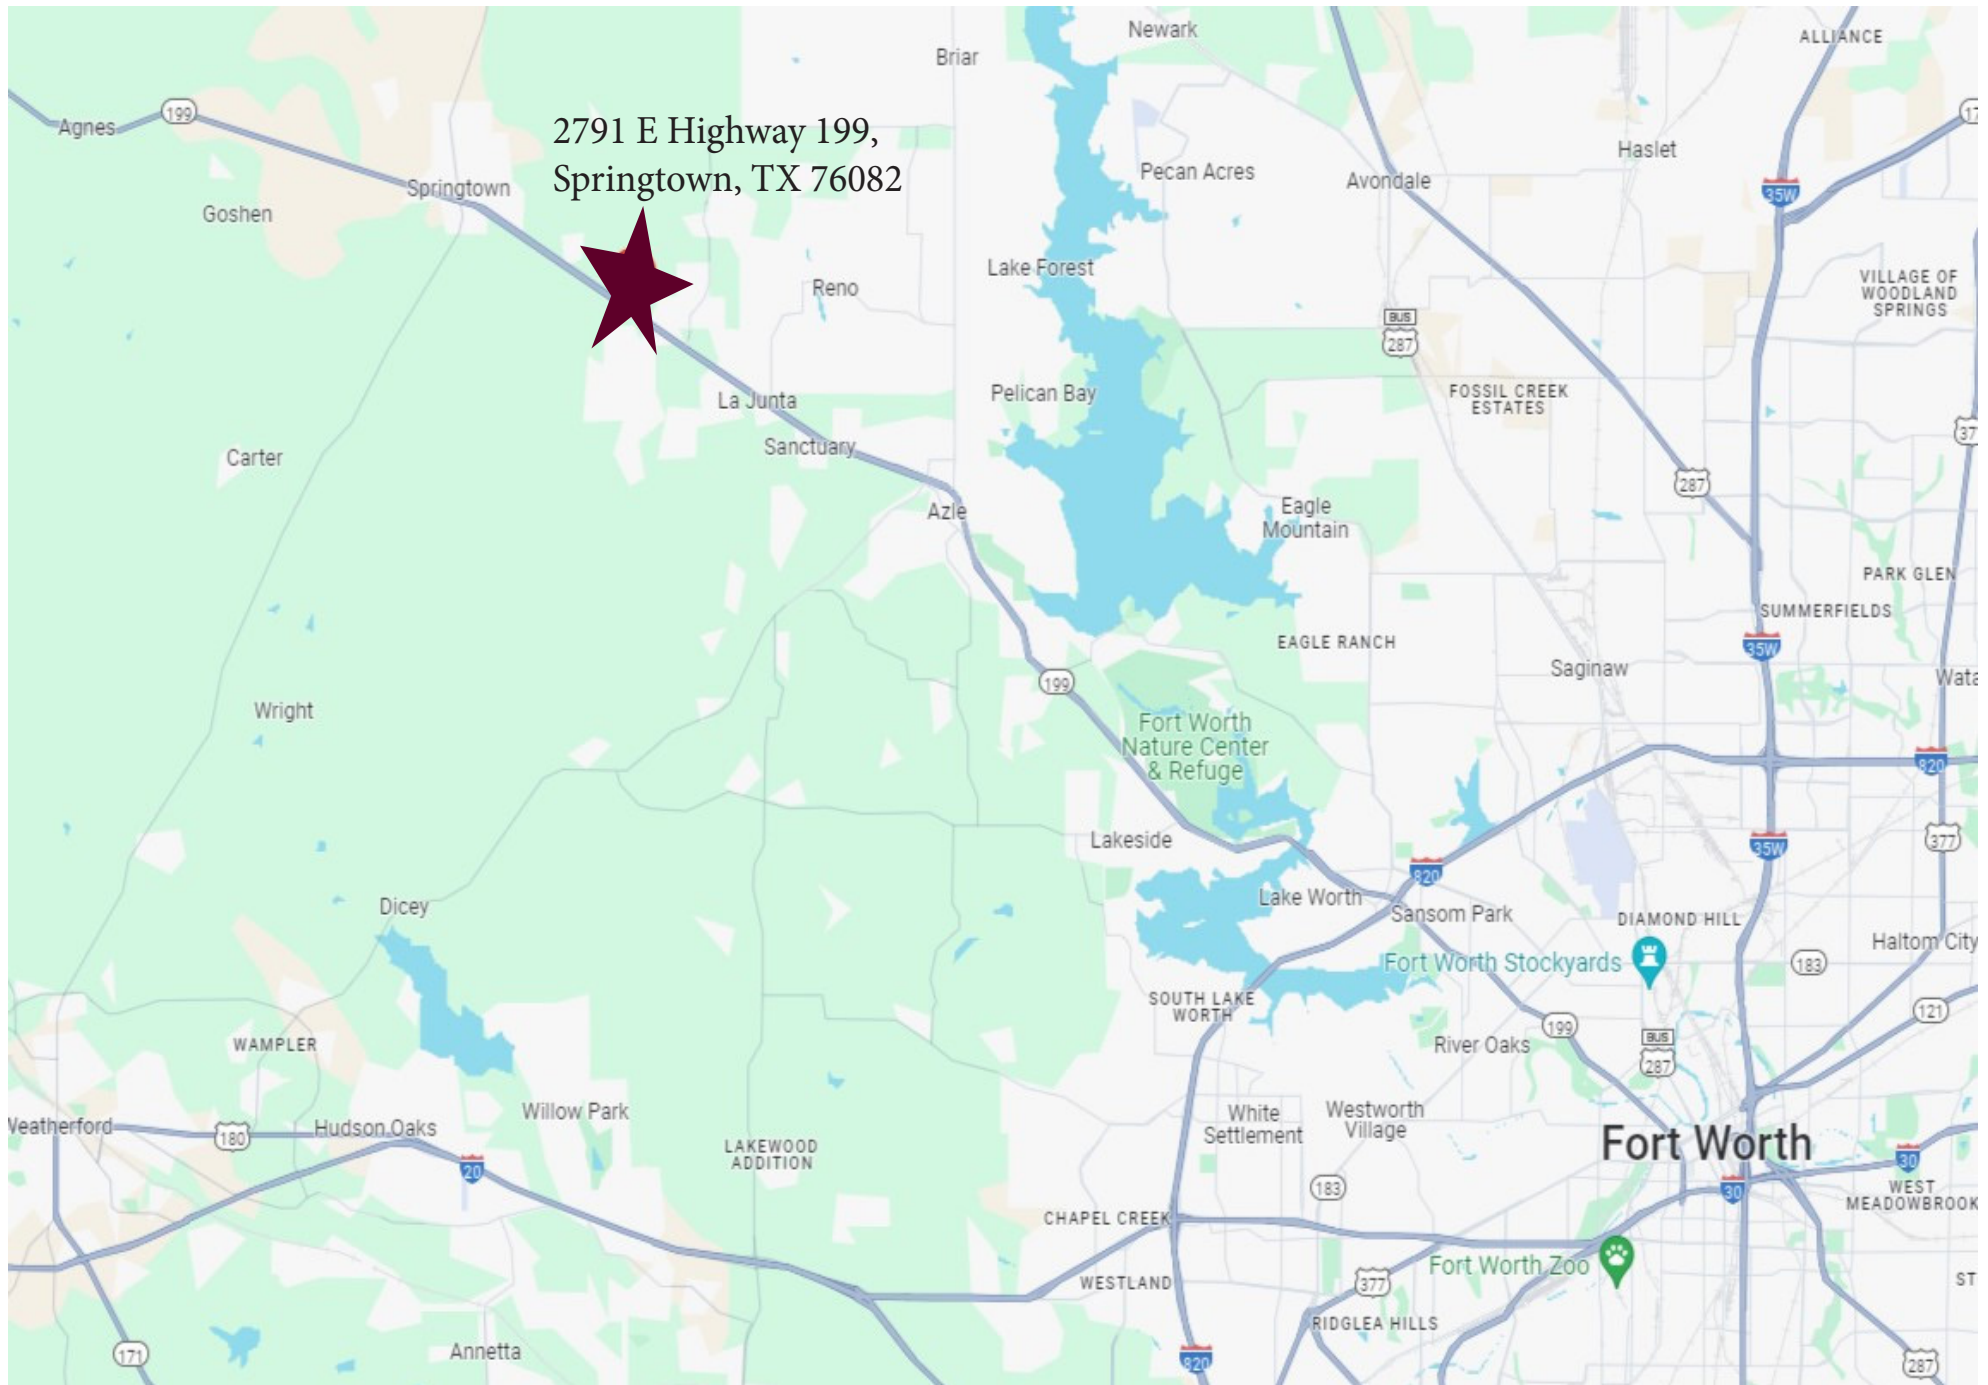 Newark
ALLIANCE
Briar
199
Agnes
2791 E Highway 199,
Springtown, TX 76082
Haslet
Pecan Acres
Avondale
35W
Springtown
Goshen
Lake Forest
Reno
VILLAGE OF
WOODLAND
SPRINGS
BUS
287
Pelican Bay
La Junta
FOSSIL CREEK
ESTATES
Sanctuary
Carter
287
Azle
Eagle
Mountain
PARK GLEN
SUMMERFIELDS
EAGLE RANCH
35W
Saginaw
199
Wright
Fort Worth
Nature Center
& Refuge
820
Lakeside
377
35W
820
Lake Worth
Dicey
Sansom Park
DIAMOND HILL
Haltom City
Fort Worth Stockyards
183
SOUTH LAKE
WORTH
121
199
BUS
287
WAMPLER
River Oaks
Willow Park
White
Settlement
Westworth
Village
Weatherford
180
Hudson Oaks
Fort Worth
LAKEWOOD
ADDITION
20
30
183
30
WEST
MEADOWBROOK
CHAPEL CREEK
Fort Worth Zoo
WESTLAND
377
ST
RIDGLEA HILLS
171
Annetta
820
287